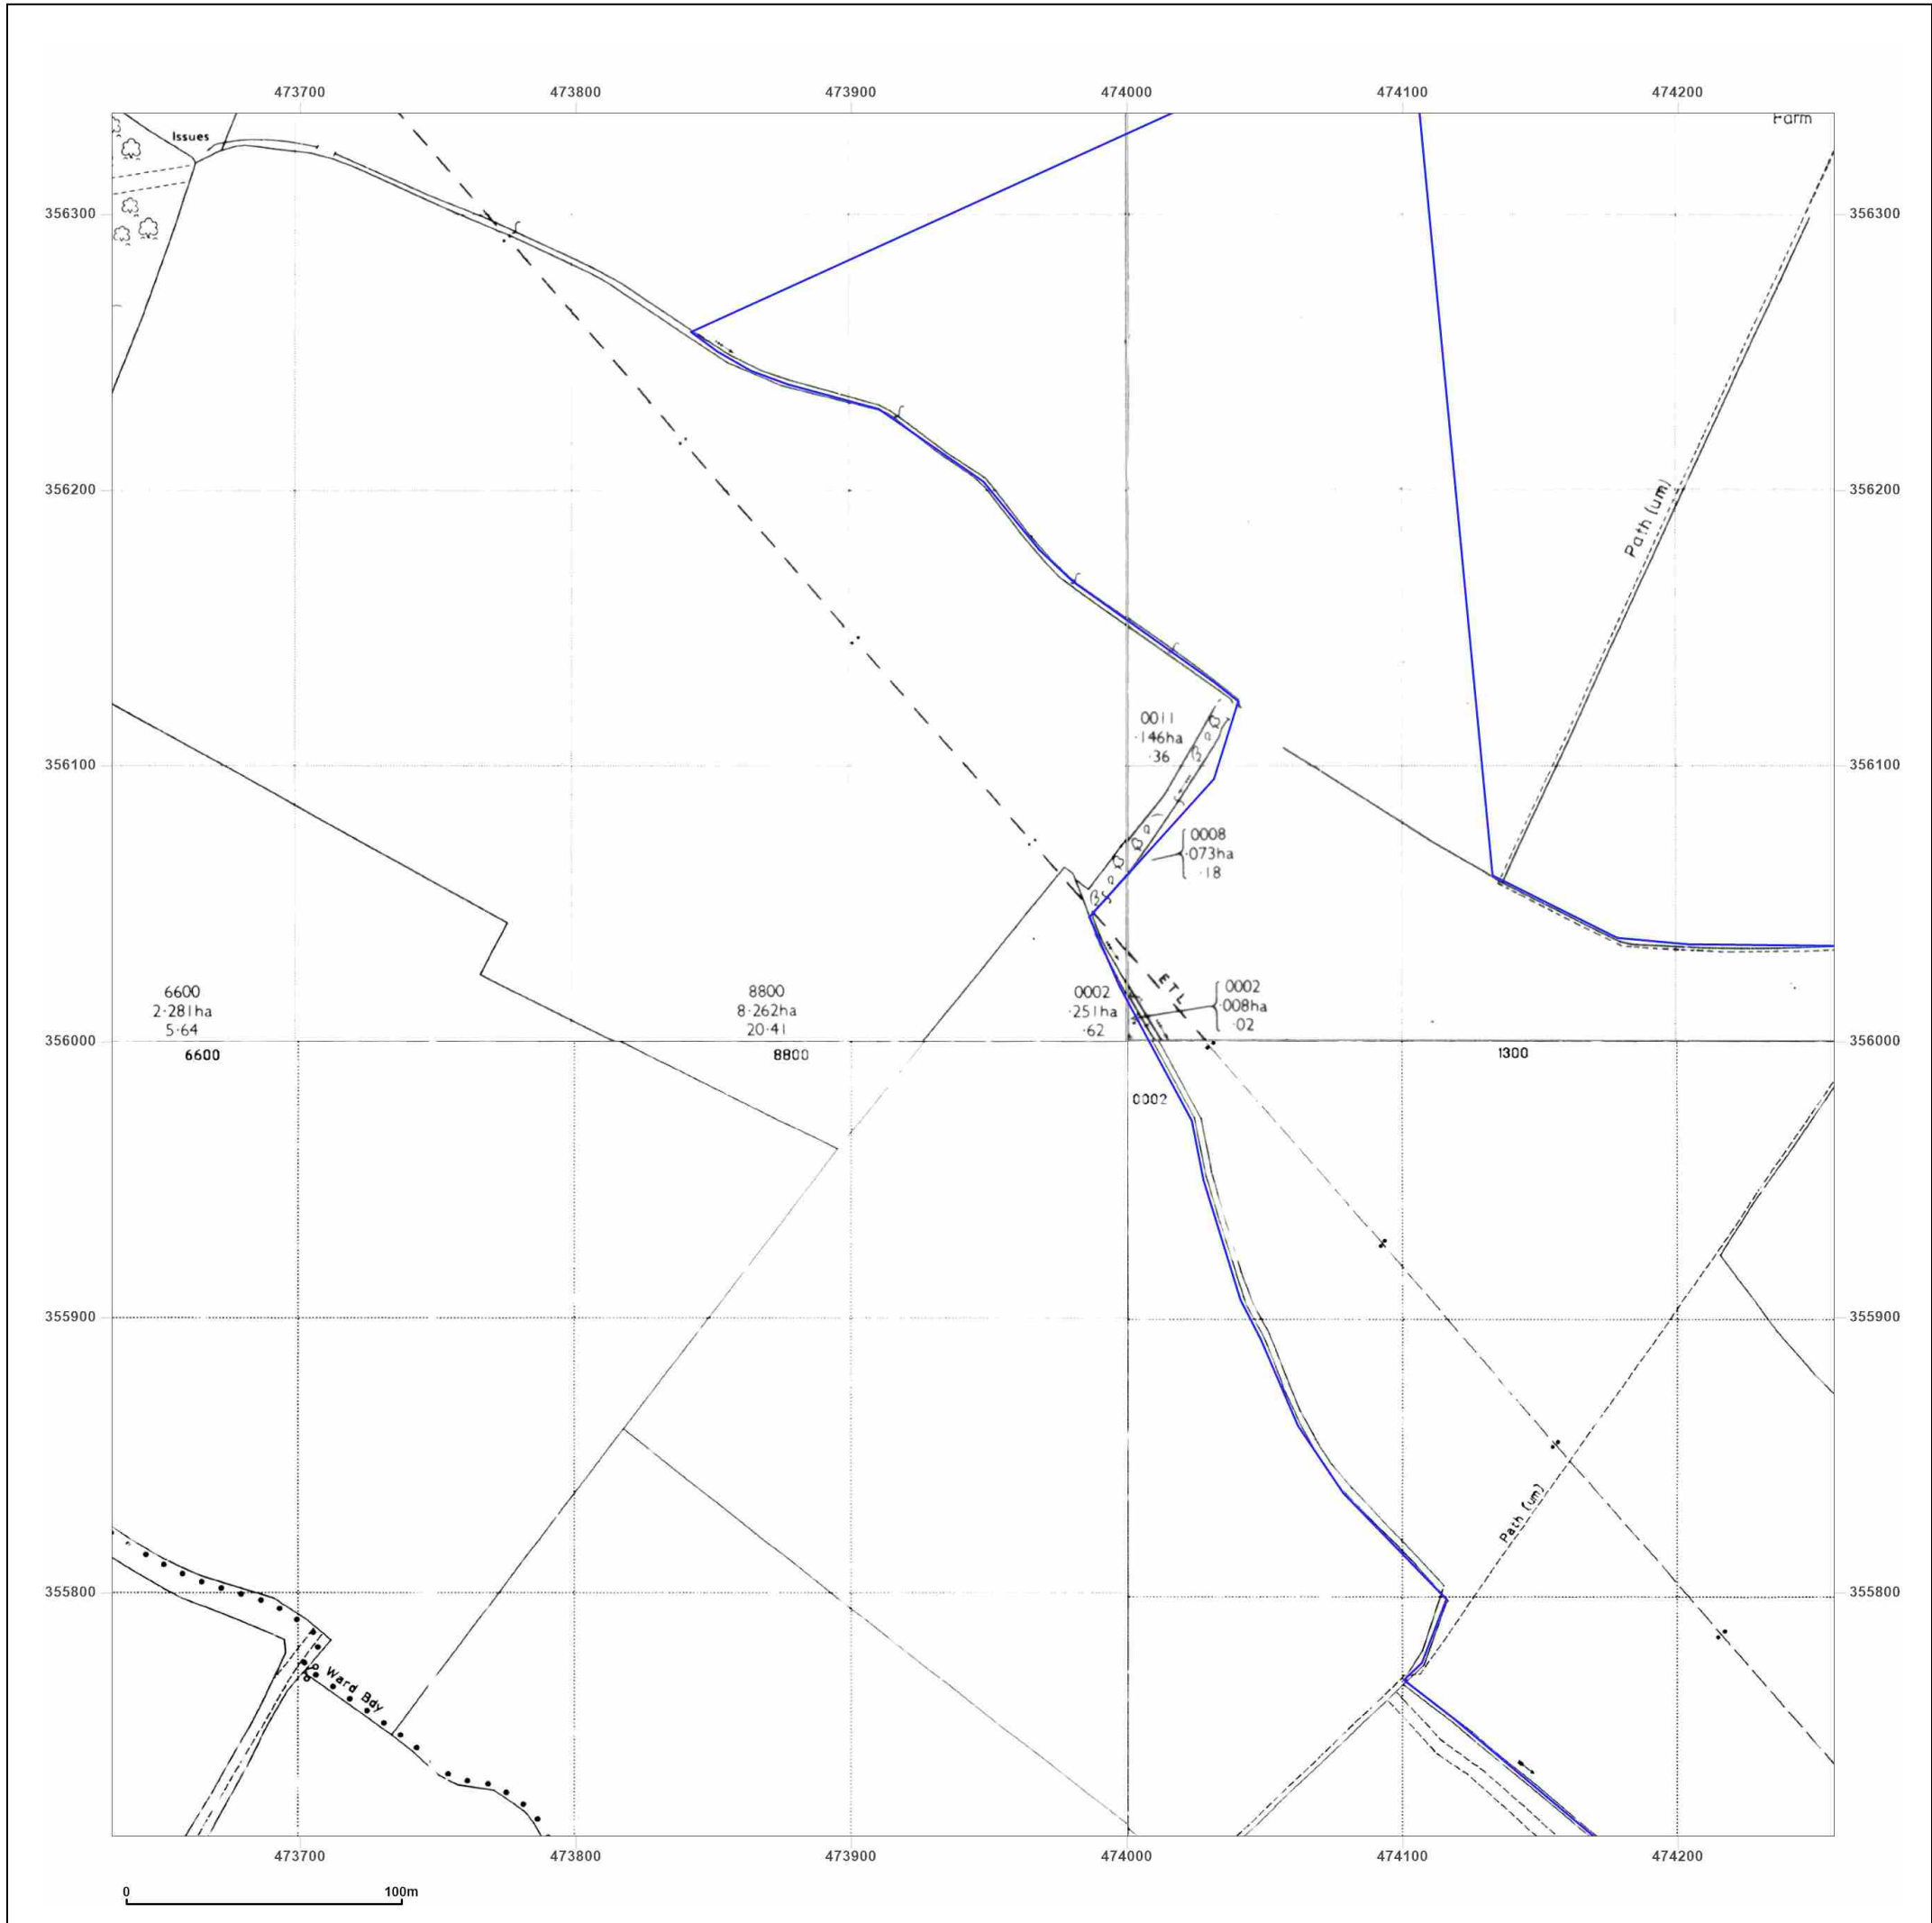 473700 473800 473900 474000 474100 474200
Farm
Issues
356300 356300
356200 356200
Path (um)
0011
·146ha
·36
356100 356100
0008
·073ha
·18
6600
2·281ha
5·64
8800
8·262ha
20·41
0002
·251ha
·62
ETL
0002
·008ha
·02
356000 356000
6600 8800 1300
0002
355900 355900
Path (um)
355800 355800
Ward Bdy
473700 473800 473900 474000 474100 474200
0 100m